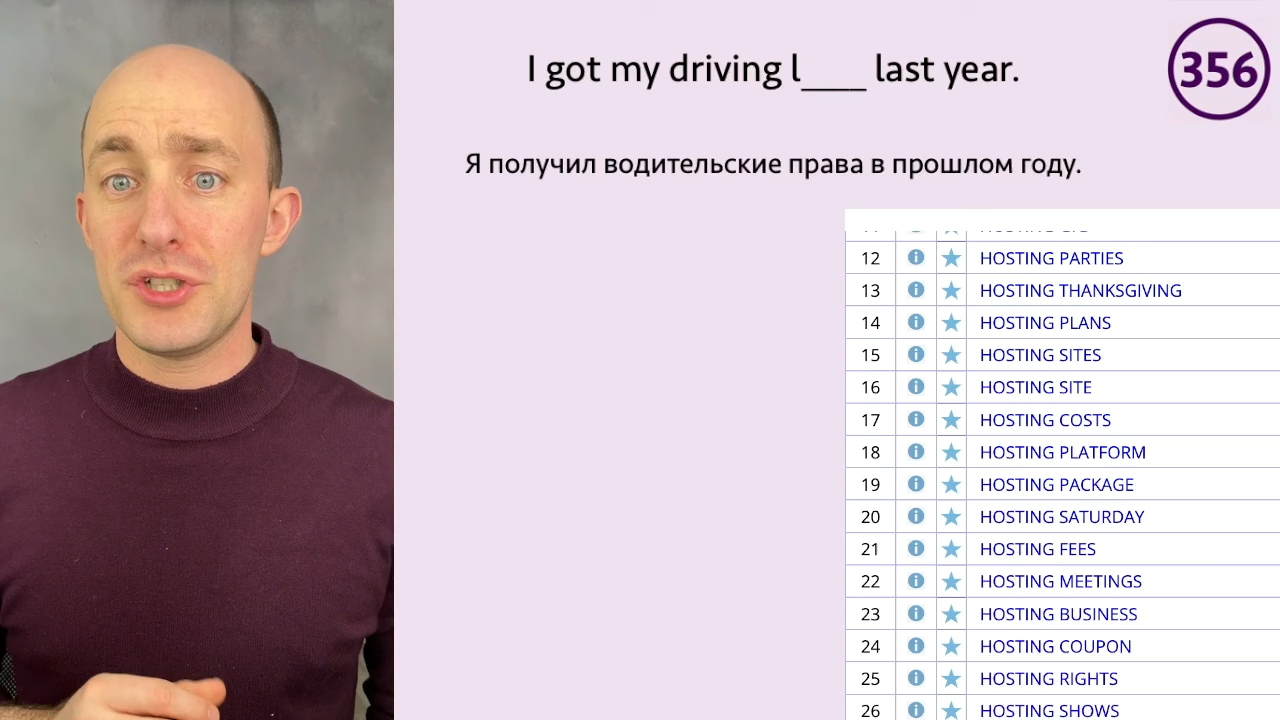 I got my driving l____ last year.
356
Я получил водительские права в прошлом году.
12 HOSTING PARTIES
13 HOSTING THANKSGIVING
14 HOSTING PLANS
15 HOSTING SITES
16 HOSTING SITE
17 HOSTING COSTS
18 HOSTING PLATFORM
19 HOSTING PACKAGE
20 HOSTING SATURDAY
21 HOSTING FEES
22 HOSTING MEETINGS
23 HOSTING BUSINESS
24 HOSTING COUPON
25 HOSTING RIGHTS
26 HOSTING SHOWS